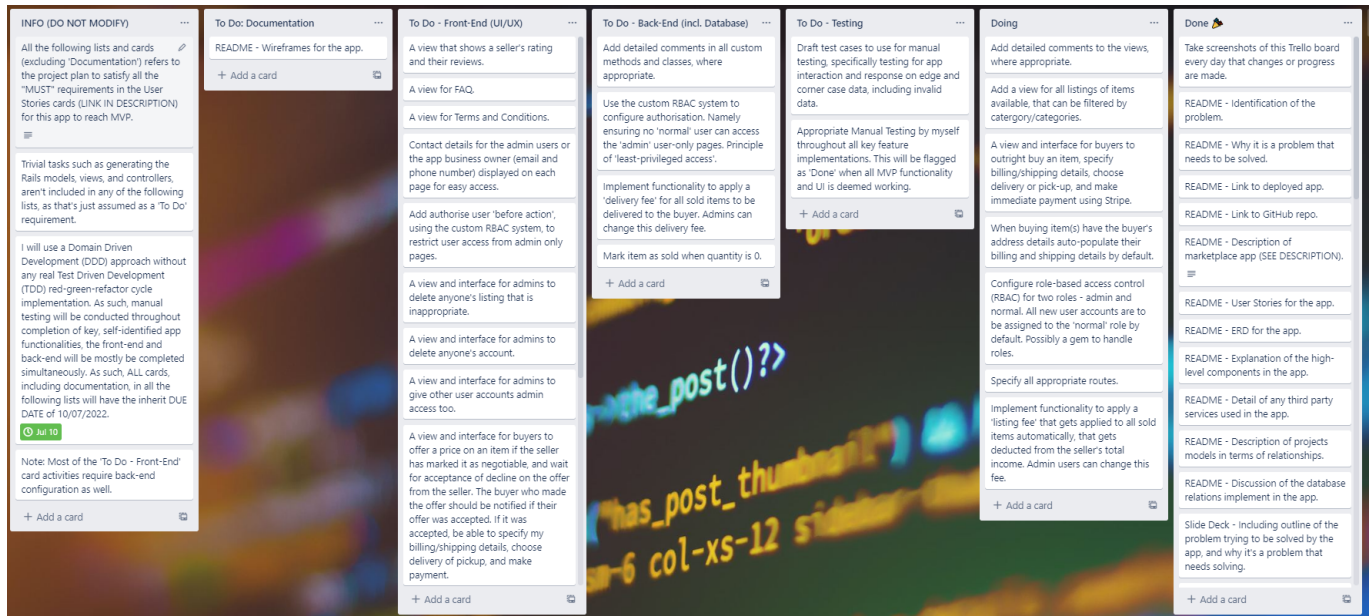 INFO (DO NOT MODIFY)
All the following lists and cards
(excluding 'Documentation') refers to
the project plan to satisfy all the
"MUST" requirements in the User
Stories cards (LINK IN DESCRIPTION)
for this app to reach MVP.
Trivial tasks such as generating the
Rails models, views, and controllers,
aren't included in any of the following
lists, as that's just assumed as a 'To Do'
requirement.
I will use a Domain Driven
Development (DDD) approach without
any real Test Driven Development
(TDD) red-green-refactor cycle
implementation. As such, manual
testing will be conducted throughout
completion of key, self-identified app
functionalities, the front-end and
back-end will be mostly be completed
simultaneously. As such, ALL cards,
including documentation, in all the
following lists will have the inherit DUE
DATE of 10/07/2022.
Jul 10
Note: Most of the 'To Do - Front-End'
card activities require back-end
configuration as well.
+ Add a card
To Do: Documentation
README - Wireframes for the app.
+ Add a card
To Do - Front-End (UI/UX)
A view that shows a seller's rating
and their reviews.
A view for FAQ.
A view for Terms and Conditions.
Contact details for the admin users or
the app business owner (email and
phone number) displayed on each
page for easy access.
Add authorise user 'before action',
using the custom RBAC system, to
restrict user access from admin only
pages.
A view and interface for admins to
delete anyone's listing that is
inappropriate.
A view and interface for admins to
delete anyone's account.
A view and interface for admins to
give other user accounts admin
access too.
A view and interface for buyers to
offer a price on an item if the seller
has marked it as negotiable, and wait
for acceptance of decline on the offer
from the seller. The buyer who made
the offer should be notified if their
offer was accepted. If it was
accepted, be able to specify my
billing/shipping details, choose
delivery of pickup, and make
payment.
+ Add a card
To Do - Back-End (incl. Database)
Add detailed comments in all custom
methods and classes, where
appropriate.
Use the custom RBAC system to
configure authorisation. Namely
ensuring no 'normal' user can access
the 'admin' user-only pages. Principle
of 'least-privileged access'.
Implement functionality to apply a
'delivery fee' for all sold items to be
delivered to the buyer. Admins can
change this delivery fee.
Mark item as sold when quantity is 0.
+ Add a card
To Do - Testing
Draft test cases to use for manual
testing, specifically testing for app
interaction and response on edge and
corner case data, including invalid
data.
Appropriate Manual Testing by myself
throughout all key feature
implementations. This will be flagged
as 'Done' when all MVP functionality
and UI is deemed working.
+ Add a card
Doing
Add detailed comments to the views,
where appropriate.
Add a view for all listings of items
available, that can be filtered by
catergory/categories.
A view and interface for buyers to
outright buy an item, specify
billing/shipping details, choose
delivery or pick-up, and make
immediate payment using Stripe.
When buying item(s) have the buyer's
address details auto-populate their
billing and shipping details by default.
Configure role-based access control
(RBAC) for two roles - admin and
normal. All new user accounts are to
be assigned to the 'normal' role by
default. Possibly a gem to handle
roles.
Specify all appropriate routes.
Implement functionality to apply a
'listing fee' that gets applied to all sold
items automatically, that gets
deducted from the seller's total
income. Admin users can change this
fee.
+ Add a card
Done 🎉
Take screenshots of this Trello board
every day that changes or progress
are made.
README - Identification of the
problem.
README - Why it is a problem that
needs to be solved.
README - Link to deployed app.
README - Link to GitHub repo.
README - Description of
marketplace app (SEE DESCRIPTION).
README - User Stories for the app.
README - ERD for the app.
README - Explanation of the high-
level components in the app.
README - Detail of any third party
services used in the app.
README - Description of projects
models in terms of relationships.
README - Discussion of the database
relations implement in the app.
Slide Deck - Including outline of the
problem trying to be solved by the
app, and why it's a problem that
needs solving.
+ Add a card
the_post()?>
"has_post_thumbnail")
sm-6 col-xs-12